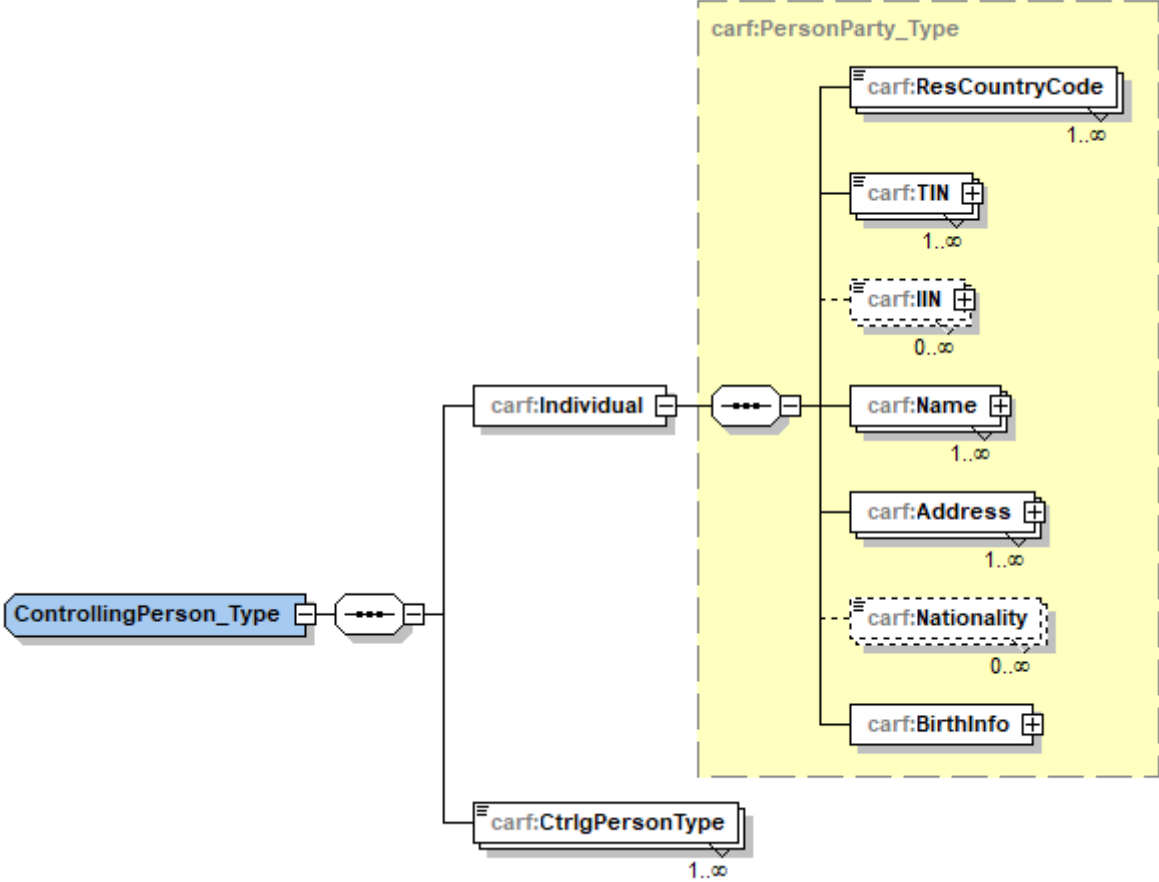 carf:PersonParty_Type
carf:ResCountryCode
1..∞
carf:TIN
1..∞
carf:IIN
0..∞
carf:Individual
carf:Name
1..∞
carf:Address
1..∞
ControllingPerson_Type
carf:Nationality
0..∞
carf:BirthInfo
carf:CtrlgPersonType
1..∞